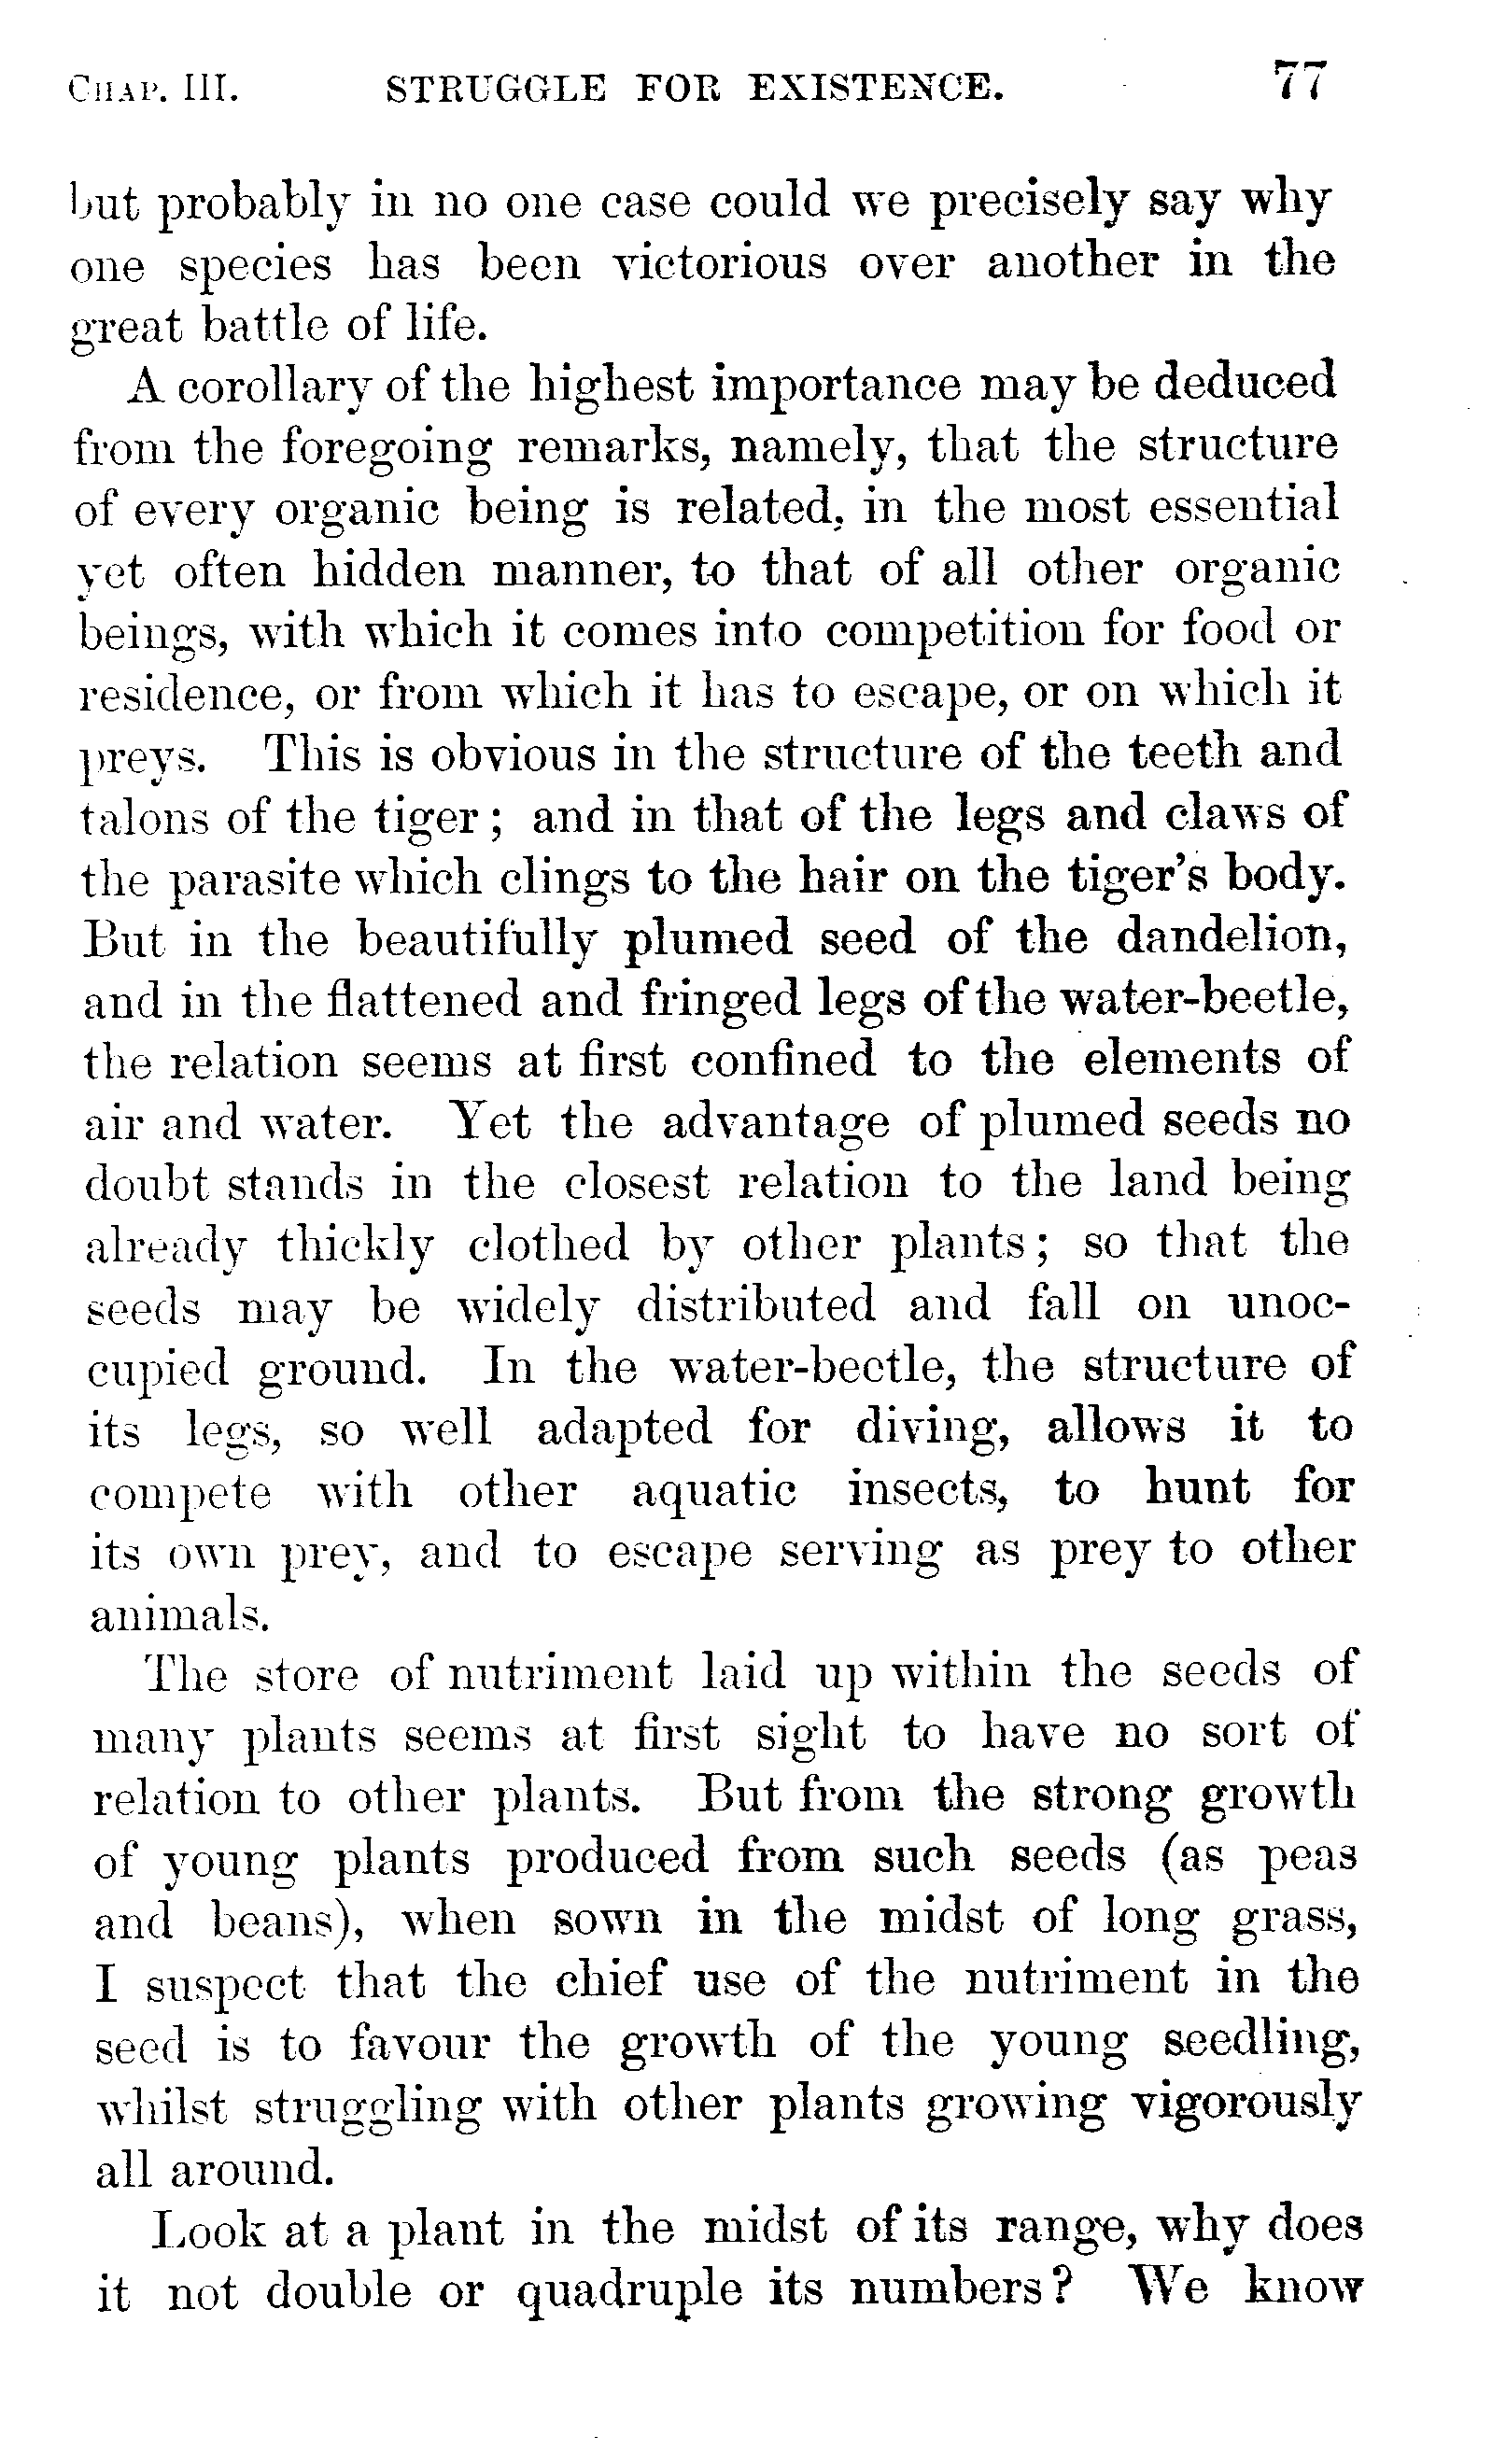 CHAP. III. STRUGGLE FOR EXISTENCE. 77
but probably in no one case could we precisely say why
one species has been victorious over another in the
great battle of life.
A corollary of the highest importance may be deduced
from the foregoing remarks, namely, that the structure
of every organic being is related, in the most essential
yet often hidden manner, to that of all other organic
beings, with which it comes into competition for food or
residence, or from which it has to escape, or on which it
preys. This is obvious in the structure of the teeth and
talons of the tiger; and in that of the legs and claws of
the parasite which clings to the hair on the tiger's body.
But in the beautifully plumed seed of the dandelion,
and in the flattened and fringed legs of the water-beetle,
the relation seems at first confined to the elements of
air and water. Yet the advantage of plumed seeds no
doubt stands in the closest relation to the land being
already thickly clothed by other plants; so that the
seeds may be widely distributed and fall on unoc-
cupied ground. In the water-beetle, the structure of
its legs, so well adapted for diving, allows it to
compete with other aquatic insects, to hunt for
its own prey, and to escape serving as prey to other
animals.
The store of nutriment laid up within the seeds of
many plants seems at first sight to have no sort of
relation to other plants. But from the strong growth
of young plants produced from such seeds (as peas
and beans), when sown in the midst of long grass,
I suspect that the chief use of the nutriment in the
seed is to favour the growth of the young seedling,
whilst struggling with other plants growing vigorously
all around.
Look at a plant in the midst of its range, why does
it not double or quadruple its numbers? We know